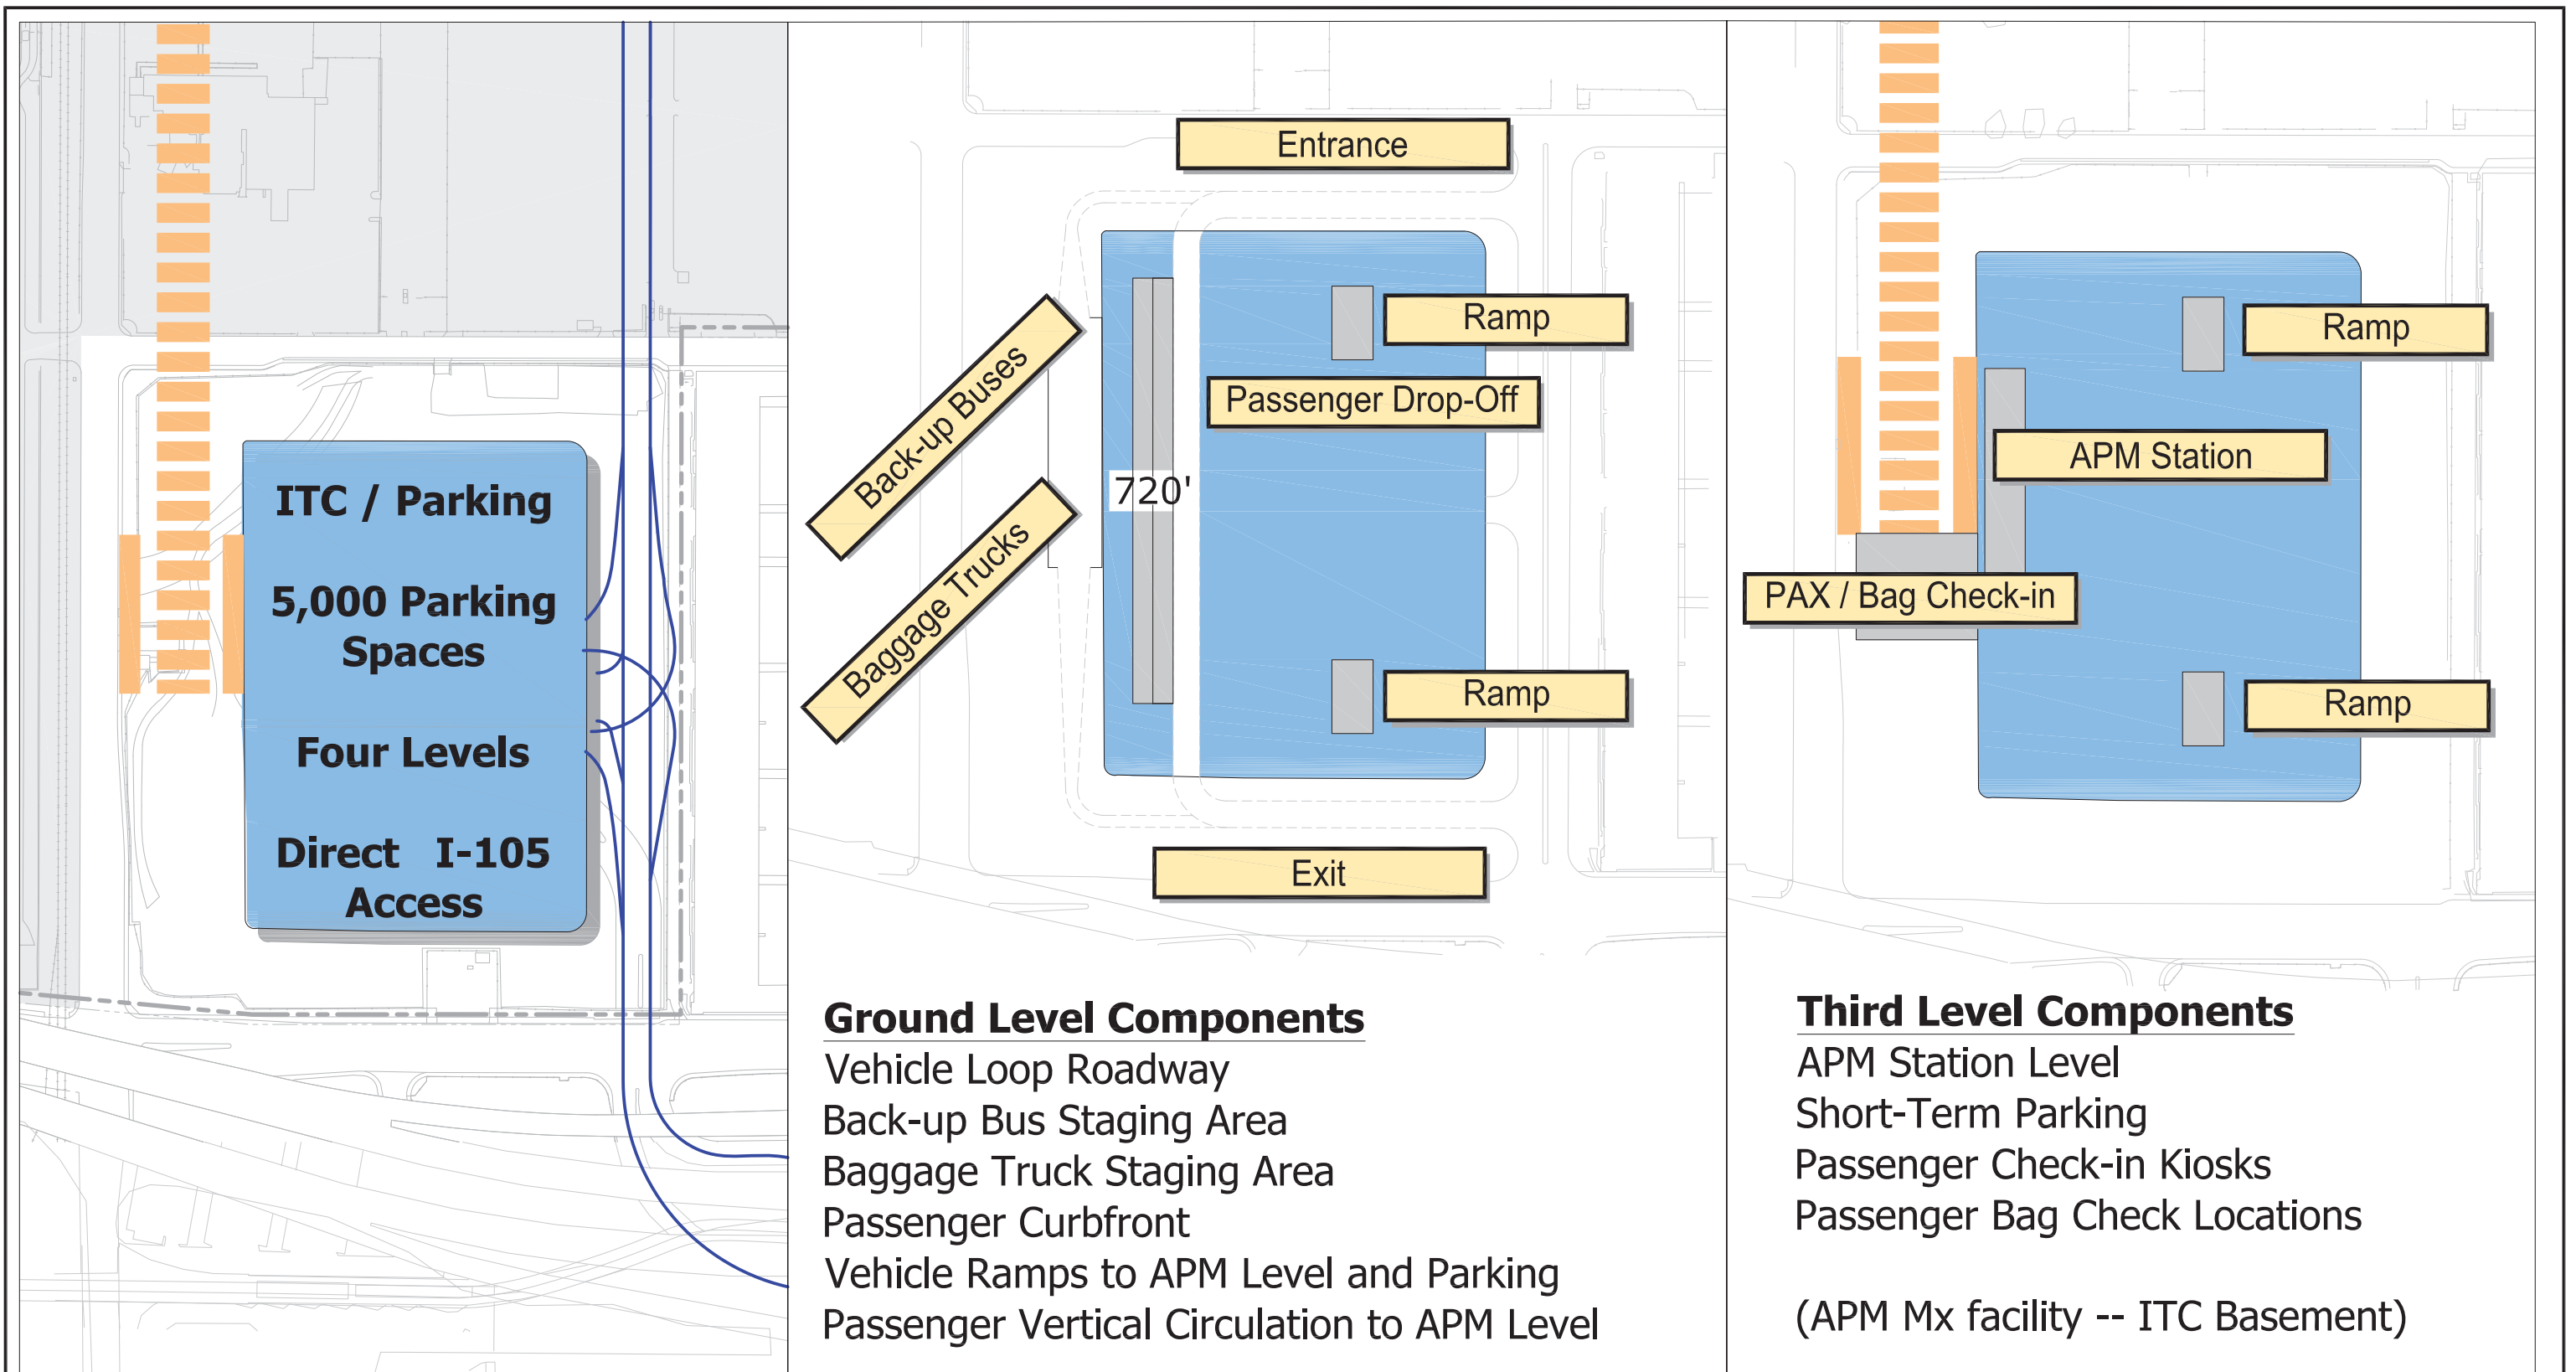 ITC / Parking
5,000 Parking
Spaces
Four Levels
Direct I-105
Access
Entrance
Back-up Buses
Ramp
Passenger Drop-Off
720'
Baggage Trucks
Ramp
Exit
Ground Level Components
Vehicle Loop Roadway
Back-up Bus Staging Area
Baggage Truck Staging Area
Passenger Curbfront
Vehicle Ramps to APM Level and Parking
Passenger Vertical Circulation to APM Level
Ramp
APM Station
PAX / Bag Check-in
Ramp
Third Level Components
APM Station Level
Short-Term Parking
Passenger Check-in Kiosks
Passenger Bag Check Locations
(APM Mx facility -- ITC Basement)